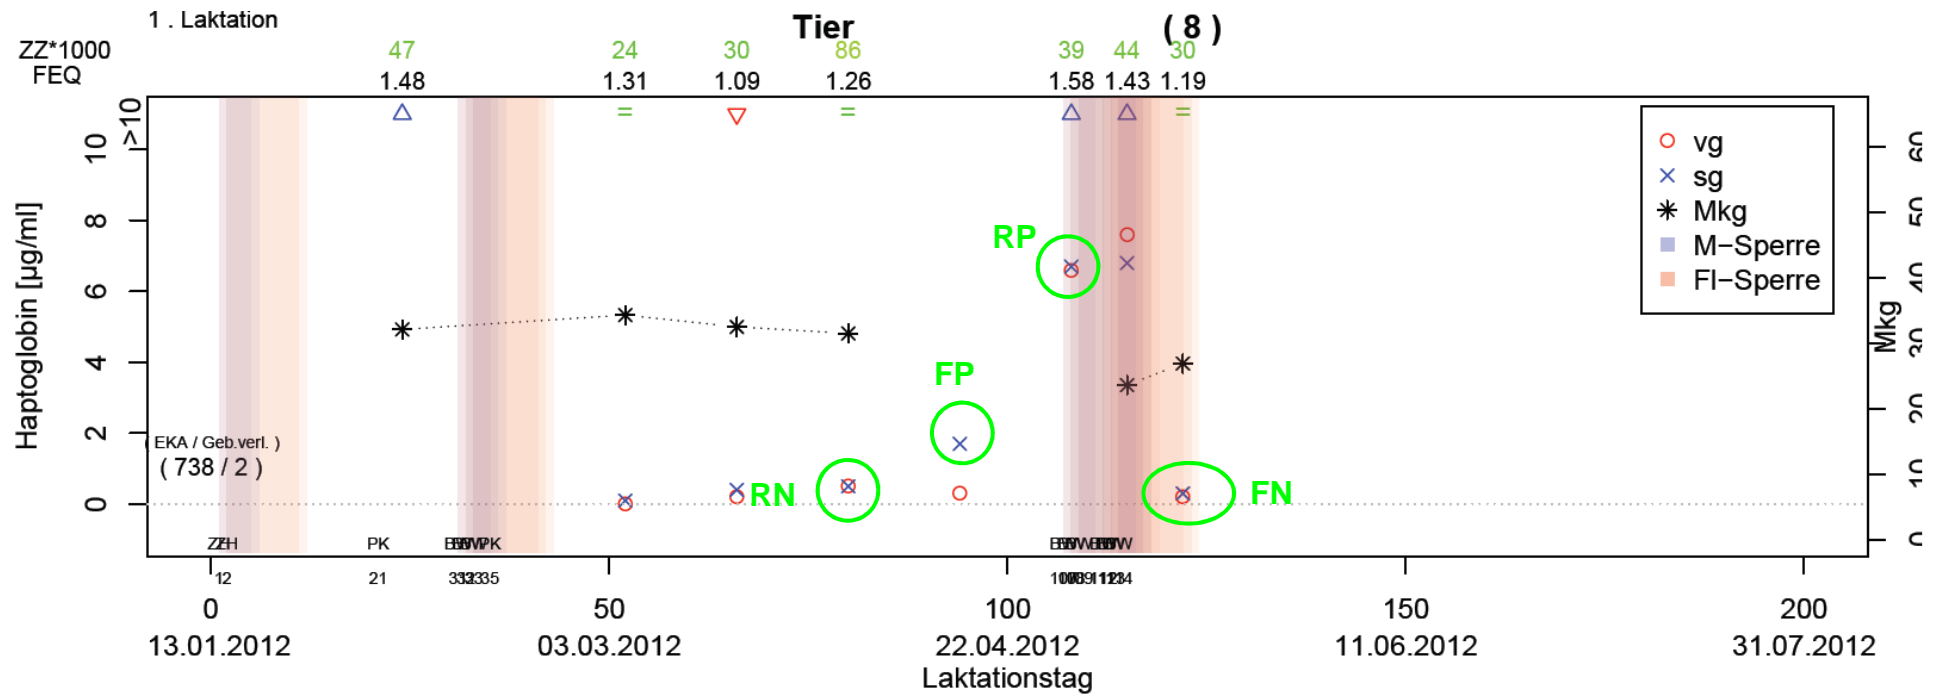 1 . Laktation
Tier ( 8 )
ZZ*1000 47 24 30 86 39 44 30
FEQ 1.48 1.31 1.09 1.26 1.58 1.43 1.19
>10
10
8
6
4
2
0
Haptoglobin [µg/ml]
vg
sg
Mkg
M−Sperre
Fl−Sperre
RP
FP
RN
FN
( EKA / Geb.verl. )
( 738 / 2 )
Mkg
20
10
PK
12 21
0 50 100 150 200
13.01.2012 03.03.2012 22.04.2012 11.06.2012 31.07.2012
Laktationstag